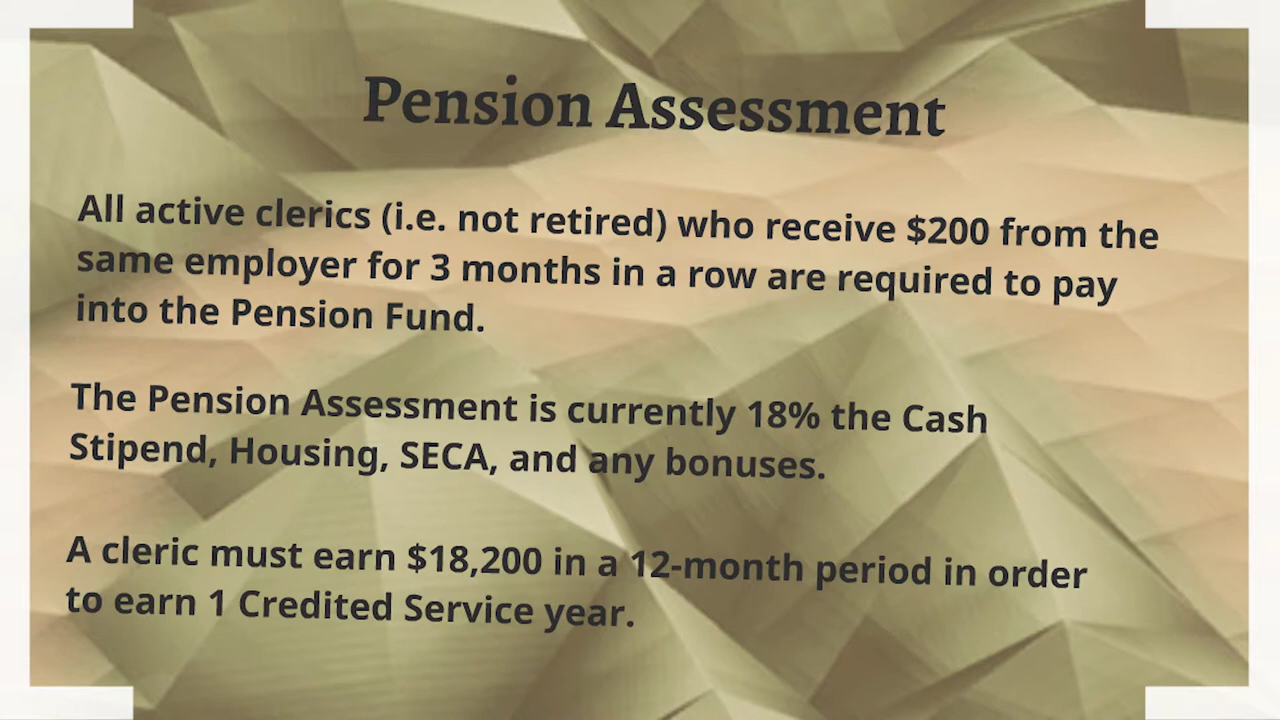 Pension Assessment
All active clerics (i.e. not retired) who receive $200 from the
same employer for 3 months in a row are required to pay
into the Pension Fund.
The Pension Assessment is currently 18% the Cash
Stipend, Housing, SECA, and any bonuses.
A cleric must earn $18,200 in a 12-month period in order
to earn 1 Credited Service year.